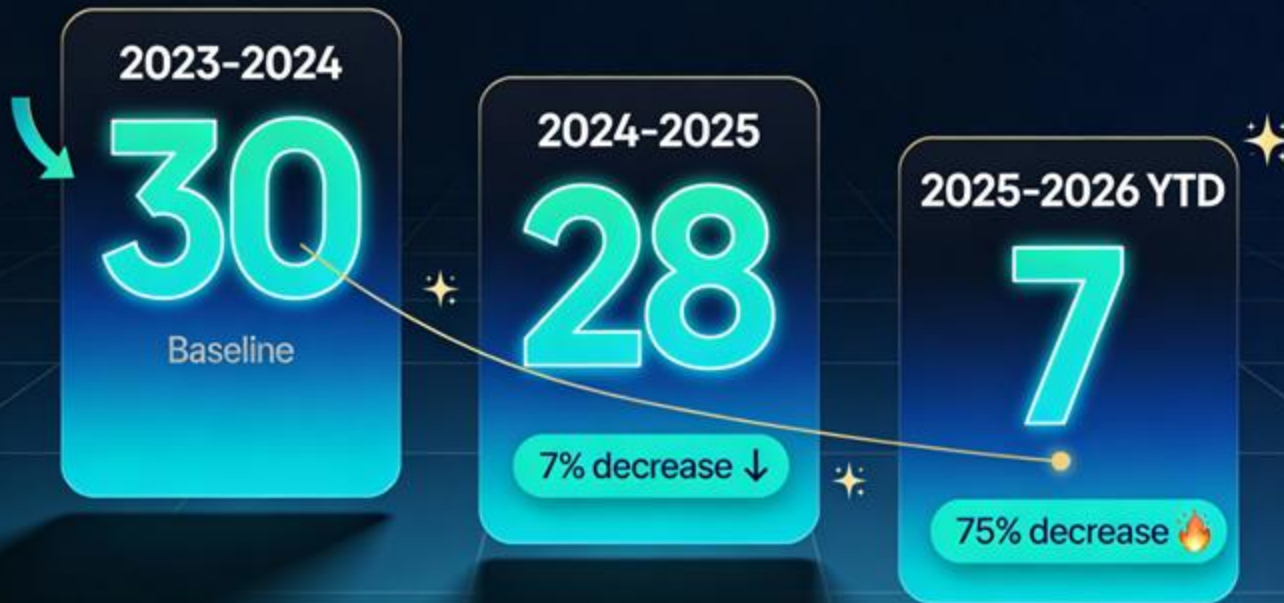 2023-2024
30
Baseline
2024-2025
28
7% decrease ↓
2025-2026 YTD
7
75% decrease 🔥